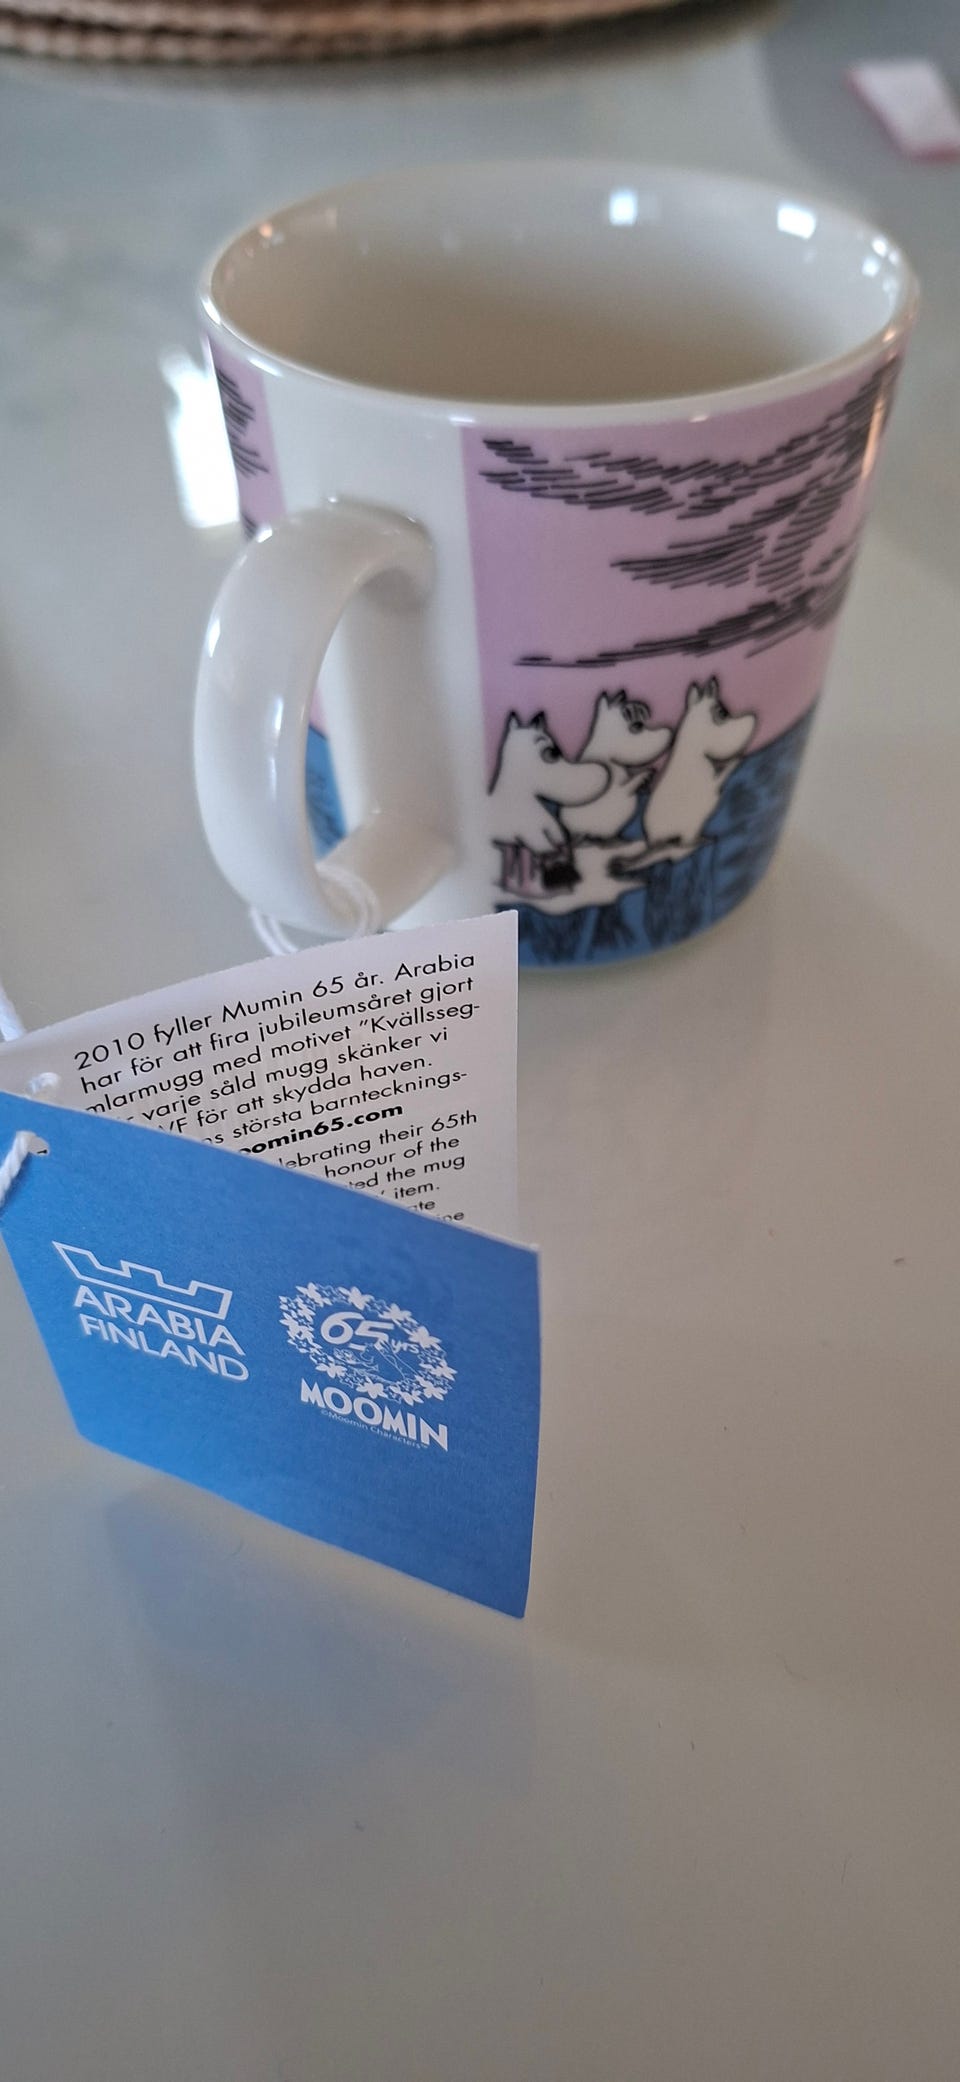 2010 fyller Mumin 65 år. Arabia
har för att fira jubileumsåret gjort
mlarmugg med motivet "Kvällsseg-
varje såld mugg skänker vi
VF för att skydda haven.
största barntecknings-
oomin65.com
lebrating their 65th
honour of the
ted the mug
' item.
ARABIA
FINLAND
65 yrs
MOOMIN
©Moomin Characters™